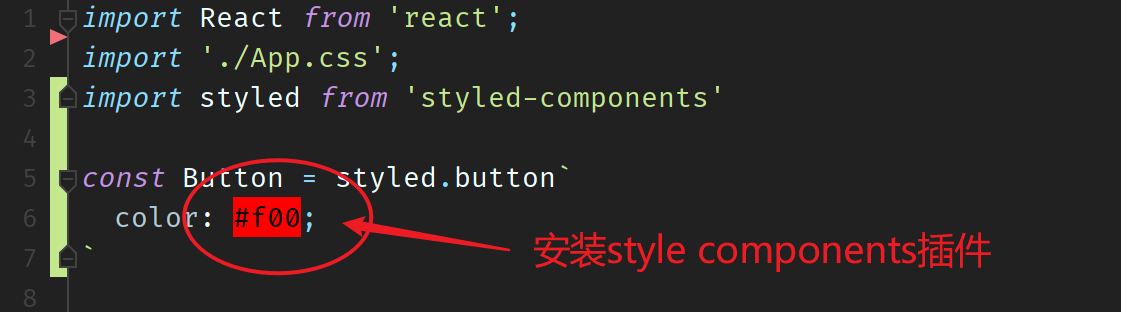 1 import React from 'react';
2 import './App.css';
3 import styled from 'styled-components'
4
5 const Button = styled.button`
6   color: #f00;
安装style components插件
7 `
8